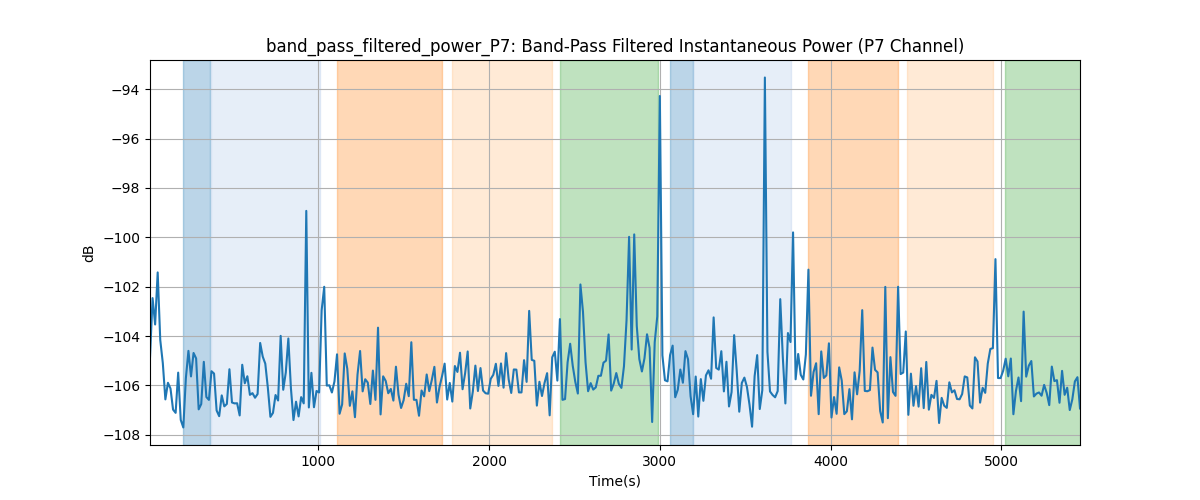 band_pass_filtered_power_P7: Band-Pass Filtered Instantaneous Power (P7 Channel)
−94
−96
−98
−100
−102
−104
−106
−108
dB
1000 2000 3000 4000 5000
Time(s)